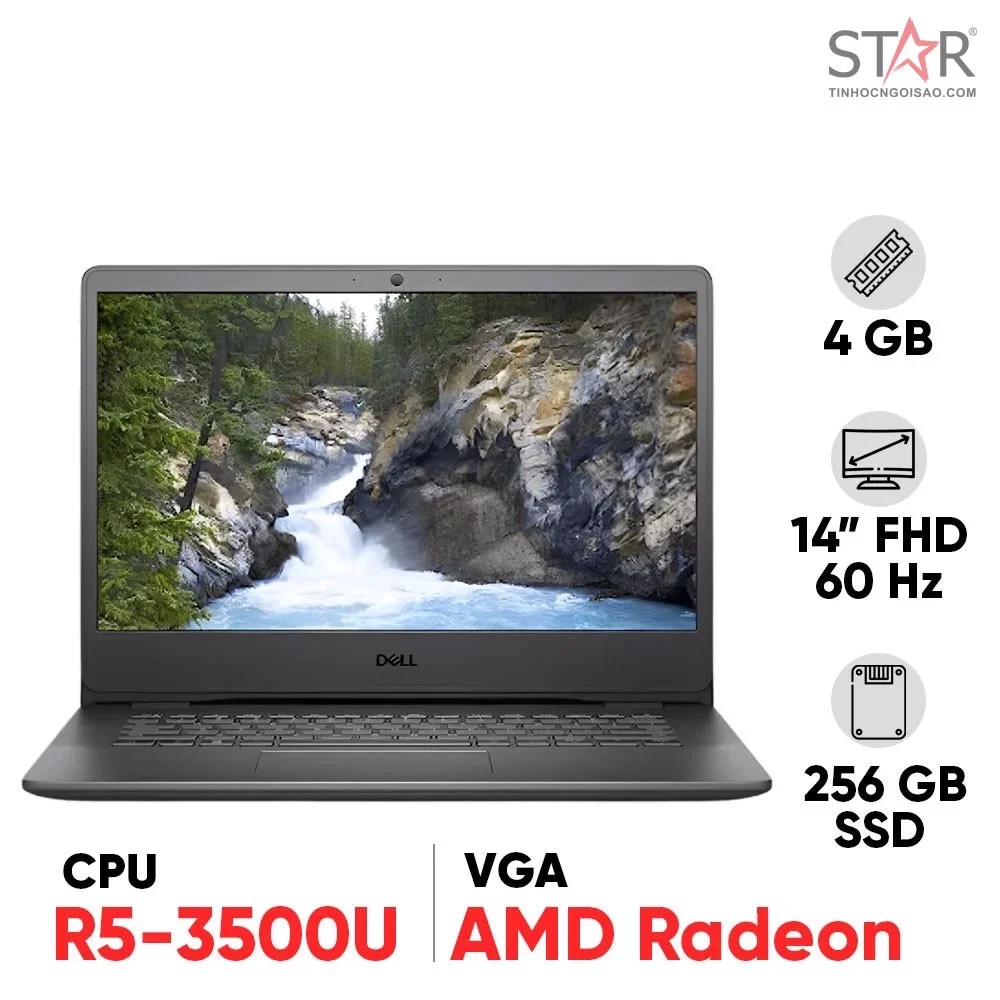 STAR®
TINHOCNGOISAO.COM
4 GB
14” FHD
60 Hz
256 GB
SSD
DELL
CPU
R5-3500U
VGA
AMD Radeon